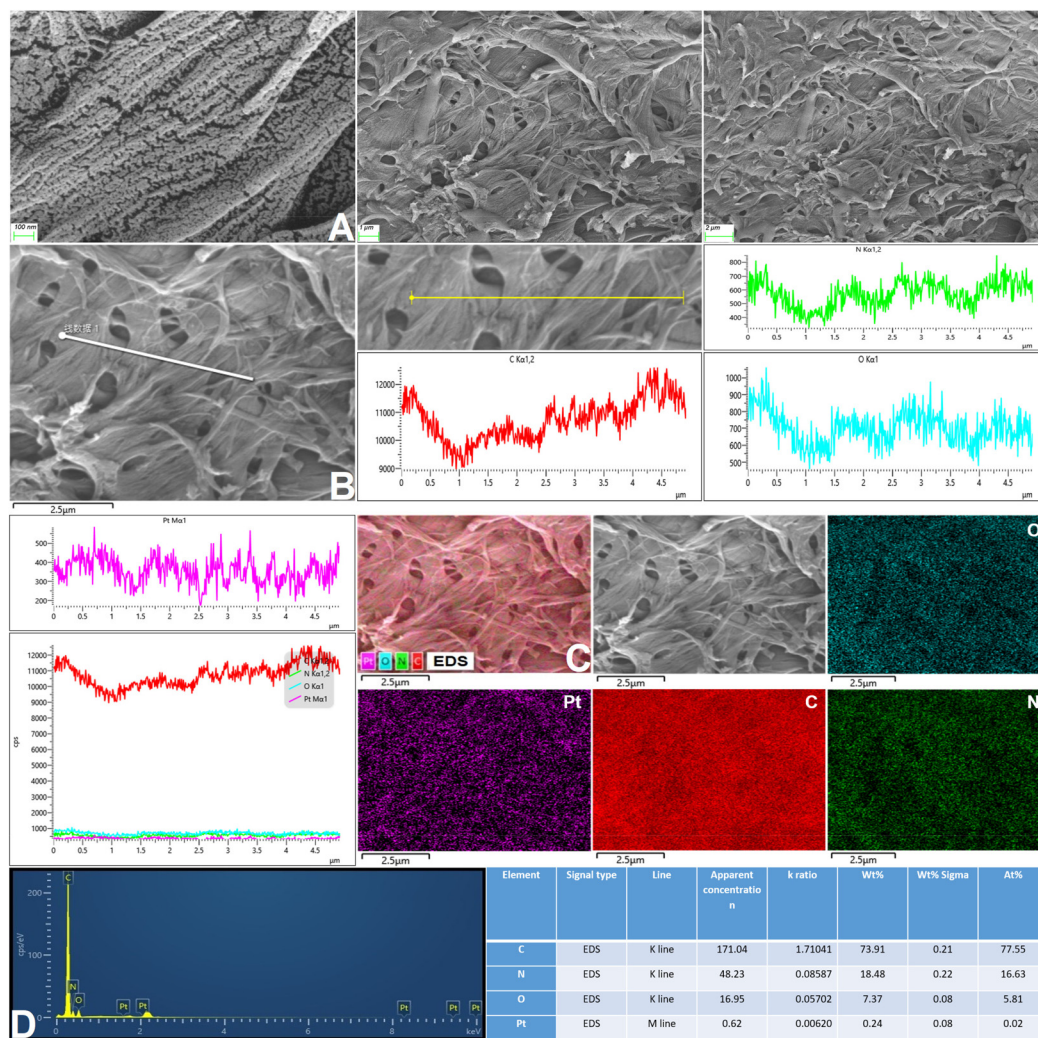 100 nm
A
1 µm
2 µm
线数据 1
B
2.5µm
N Kα1,2
800
700
600
500
400
0 0.5 1 1.5 2 2.5 3 3.5 4 4.5
µm
C Kα1,2
12000
11000
10000
9000
0 0.5 1 1.5 2 2.5 3 3.5 4 4.5
µm
O Kα1
1000
900
800
700
600
500
0 0.5 1 1.5 2 2.5 3 3.5 4 4.5
µm
Pt Mα1
500
400
300
200
0 0.5 1 1.5 2 2.5 3 3.5 4 4.5
µm
12000
11000
10000
9000
8000
7000
6000
5000
4000
3000
2000
1000
cps
N Kα1,2
O Kα1
Pt Mα1
0 0.5 1 1.5 2 2.5 3 3.5 4 4.5
µm
Pt O N C EDS
C
2.5µm
2.5µm
O
2.5µm
Pt
2.5µm
C
2.5µm
N
2.5µm
D
cps/eV
200
100
0
C
N
O
Pt
Pt
Pt
Pt
Pt
0 2 4 6 8 keV
Element Signal type Line Apparent concentratio n k ratio Wt% Wt% Sigma At%
C EDS K line 171.04 1.71041 73.91 0.21 77.55
N EDS K line 48.23 0.08587 18.48 0.22 16.63
O EDS K line 16.95 0.05702 7.37 0.08 5.81
Pt EDS M line 0.62 0.00620 0.24 0.08 0.02